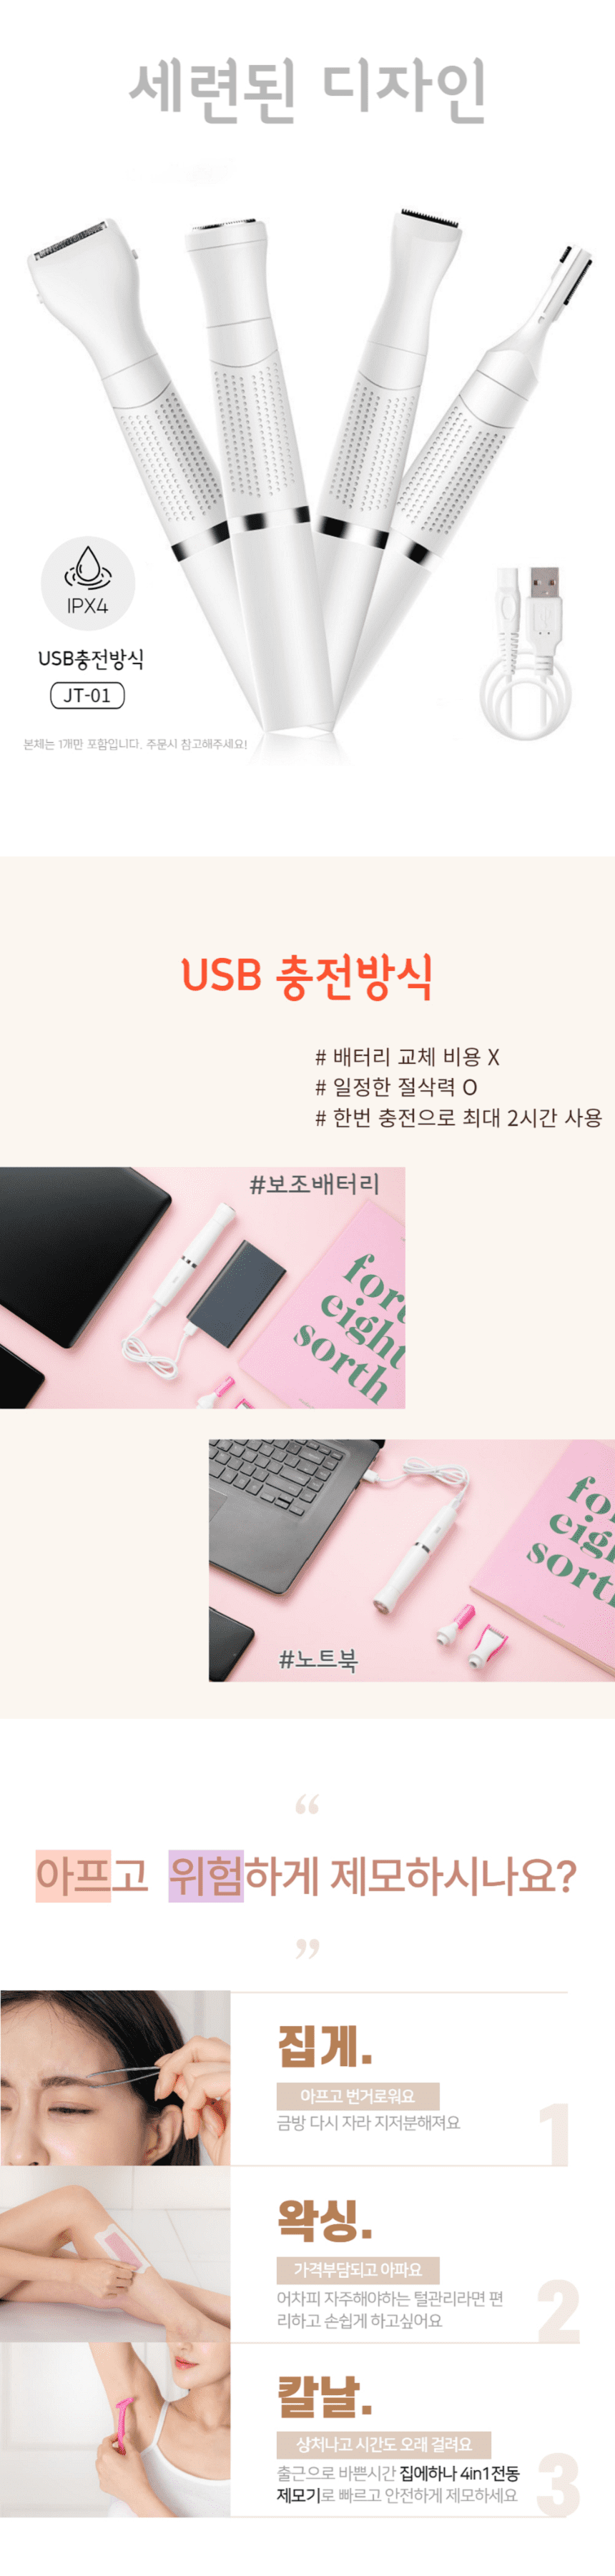 세련된 디자인
IPX4
USB충전방식
JT-01
본체는 1개만 포함입니다. 주문시 참고해주세요!
USB 충전방식
# 배터리 교체 비용 X
# 일정한 절삭력 O
# 한번 충전으로 최대 2시간 사용
#보조배터리
for
eight
sorth
fo
eig
sort
#노트북
“
아프고 위험하게 제모하시나요?
”
집게.
아프고 번거로워요
금방 다시 자라 지저분해져요
1
왁싱.
가격부담되고 아파요
어차피 자주해야하는 털관리라면 편
리하고 손쉽게 하고싶어요
2
칼날.
상처나고 시간도 오래 걸려요
출근으로 바쁜시간 집에하나 4in1전동
제모기로 빠르고 안전하게 제모하세요
3